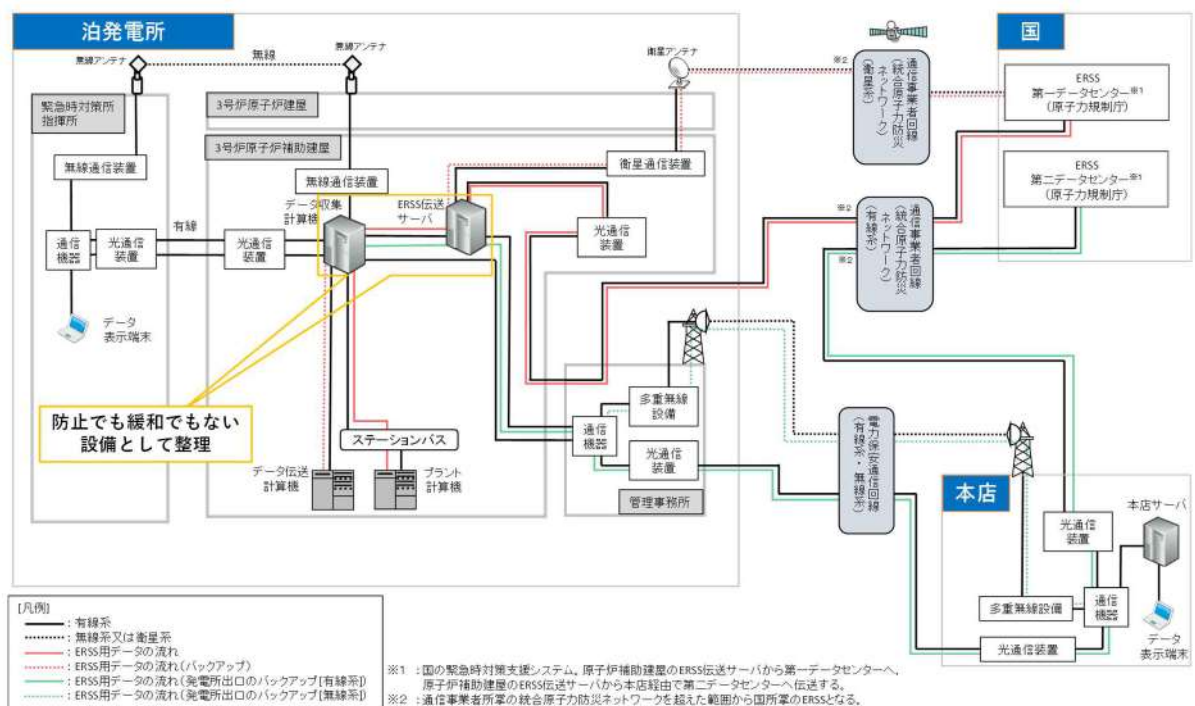 泊発電所
無線アンテナ
無線
無線アンテナ
衛星アンテナ
緊急時対策所
指揮所
3号炉原子炉建屋
3号炉原子炉補助建屋
無線通信装置
無線通信装置
衛星通信装置
データ収集
計算機
ERSS伝送
サーバ
有線
通信
機器
光通信
装置
光通信
装置
光通信
装置
データ
表示端末
防止でも緩和でもない
設備として整理
ステーションバス
データ伝送
計算機
プラント
計算機
多重無線
設備
通信
機器
光通信
装置
管理事務所
※2
通信事業者回線
(統合原子力防災
ネットワーク)
(衛星系)
※2
※2
通信事業者回線
(統合原子力防災
ネットワーク)
(有線系)
電力保安通信回線
(有線系・無線系)
国
ERSS
第一データセンター※1
(原子力規制庁)
ERSS
第二データセンター※1
(原子力規制庁)
本店
本店サーバ
光通信
装置
多重無線設備
通信
機器
光通信装置
データ
表示端末
[凡例]
:有線系
:無線系又は衛星系
:ERSS用データの流れ
:ERSS用データの流れ(バックアップ)
:ERSS用データの流れ(発電所出口のバックアップ[有線系])
:ERSS用データの流れ(発電所出口のバックアップ[無線系])
※1 :国の緊急時対策支援システム。原子炉補助建屋のERSS伝送サーバから第一データセンターへ、
原子炉補助建屋のERSS伝送サーバから本店経由で第二データセンターへ伝送する。
※2 :通信事業者所掌の統合原子力防災ネットワークを超えた範囲から国所掌のERSSとなる。